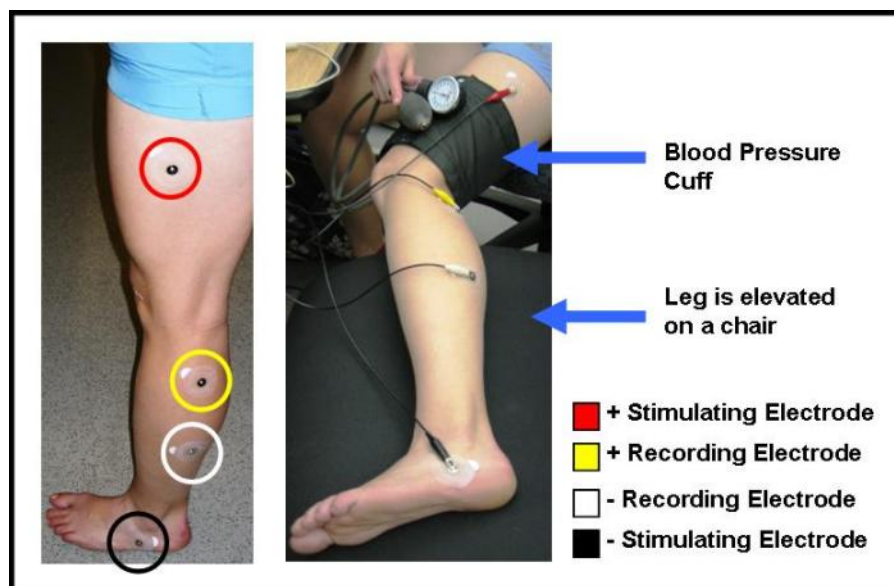 Blood Pressure
Cuff
Leg is elevated
on a chair
+ Stimulating Electrode
+ Recording Electrode
- Recording Electrode
- Stimulating Electrode